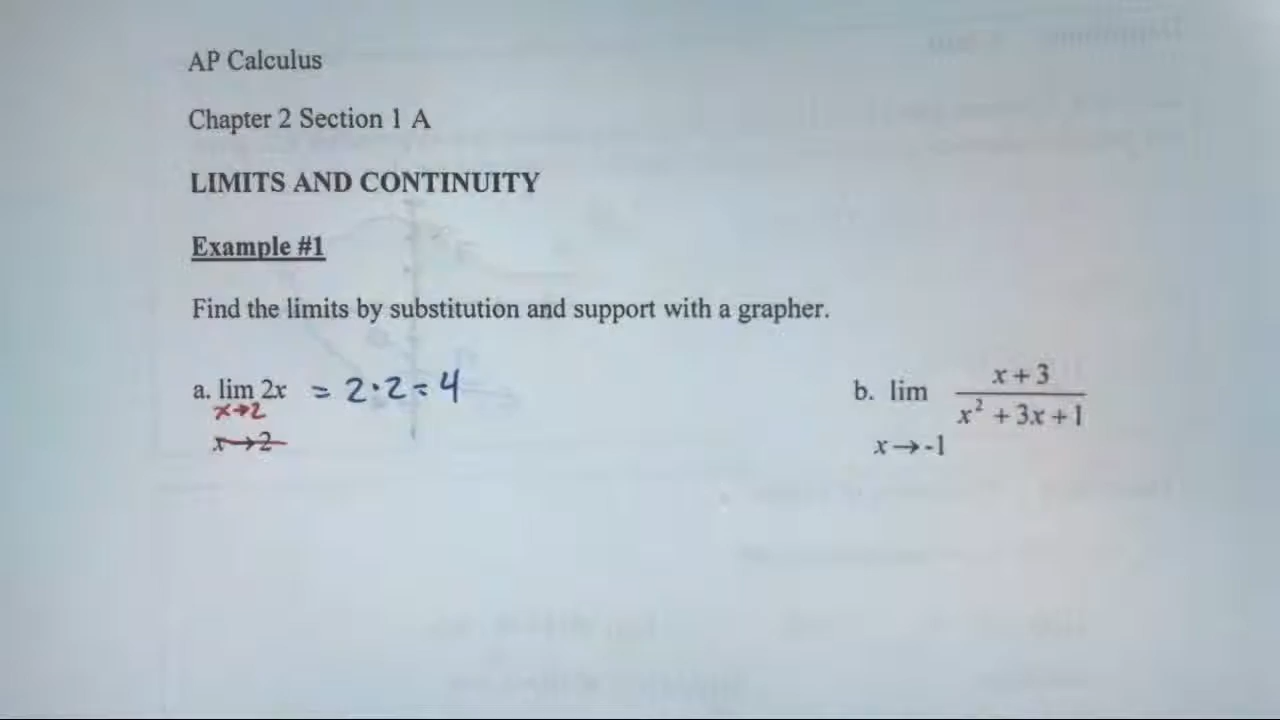 AP Calculus
Chapter 2 Section 1 A
LIMITS AND CONTINUITY
Example #1
Find the limits by substitution and support with a grapher.
a. lim 2x = 2·2 = 4
x→2
x→2
b. lim (x + 3)/(x² + 3x + 1)
x→-1